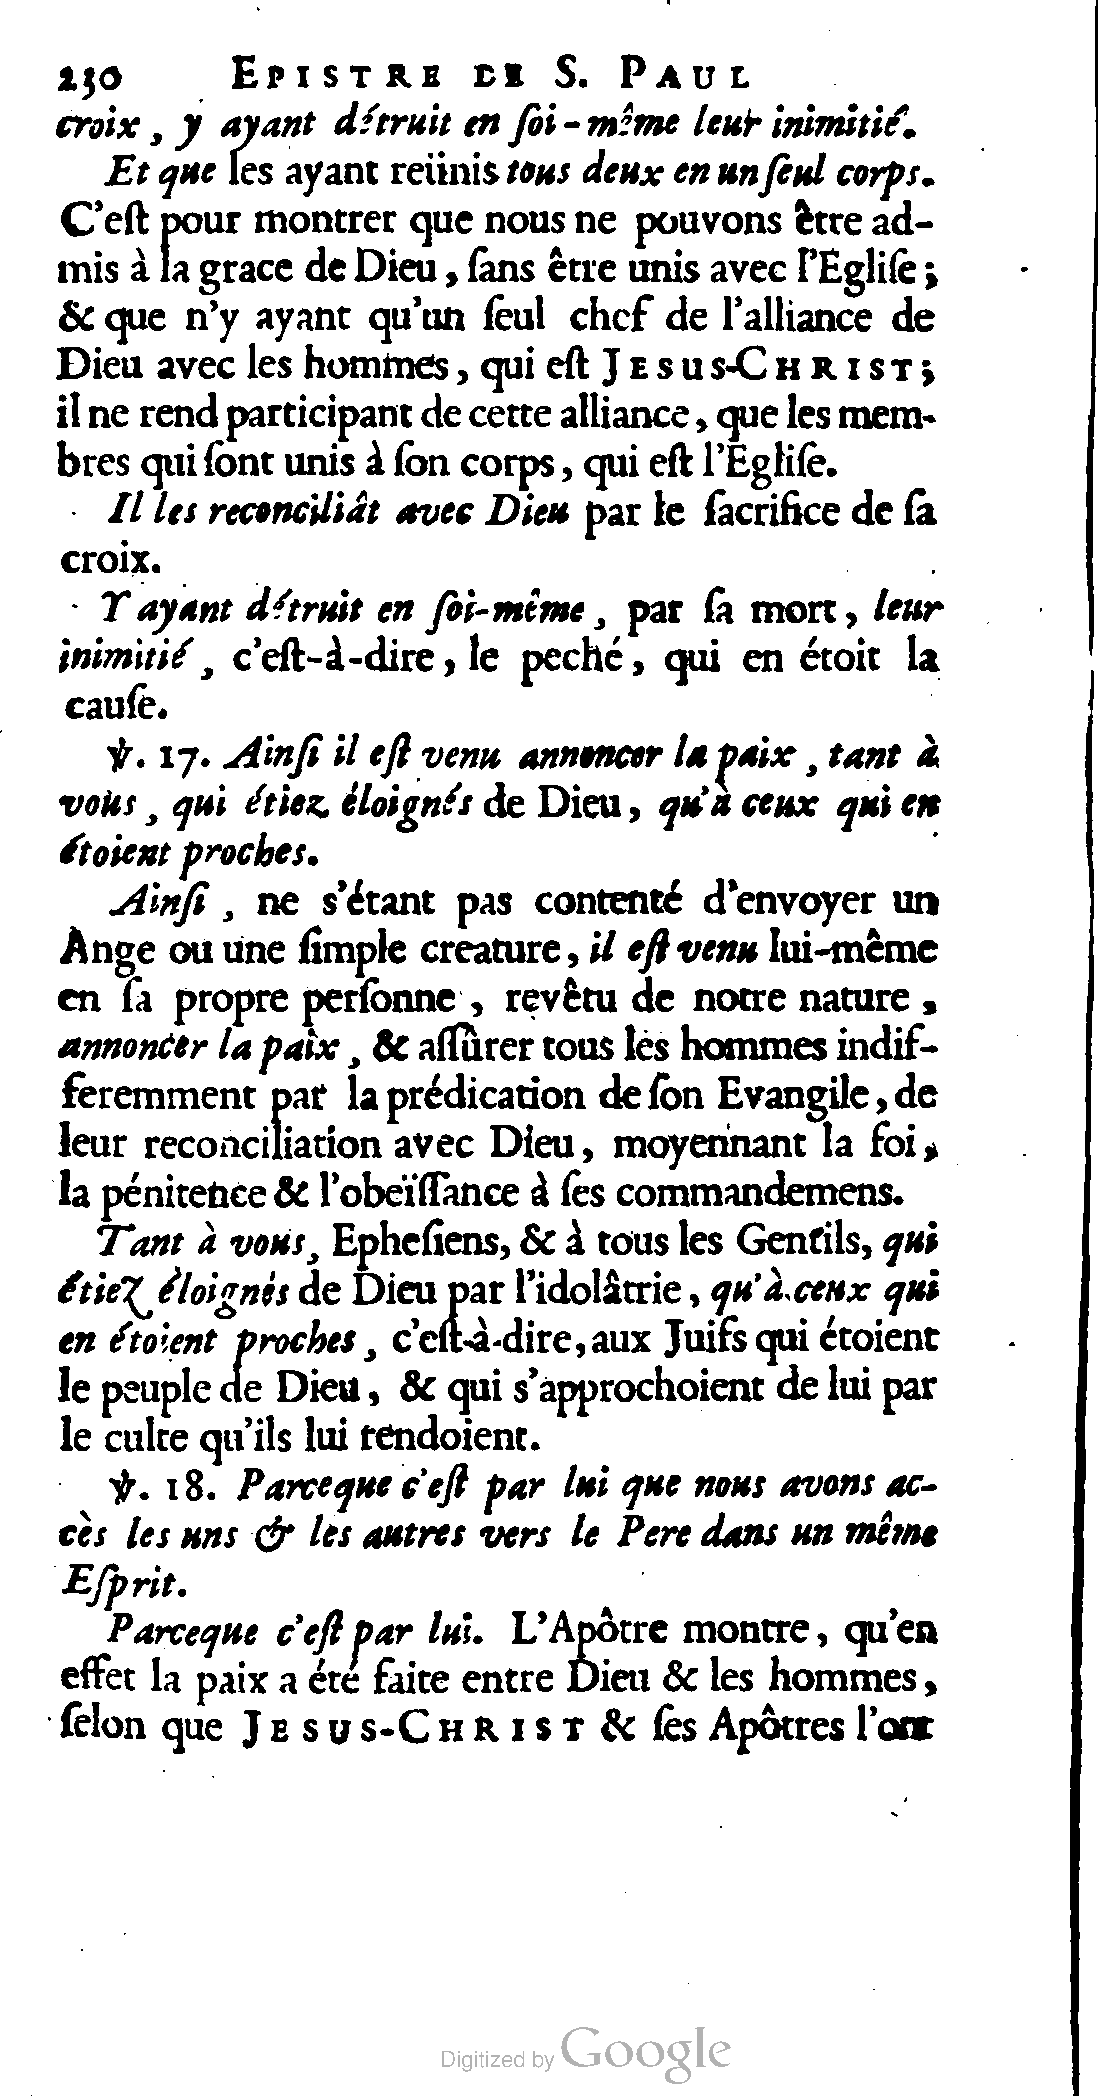 230 EPISTRE DE S. PAUL
croix, y ayant détruit en ſoi-même leur inimitié.
Et que les ayant reünis tous deux en un ſeul corps.
C'eſt pour montrer que nous ne pouvons être ad-
mis à la grace de Dieu, ſans être unis avec l'Egliſe;
& que n'y ayant qu'un ſeul chef de l'alliance de
Dieu avec les hommes, qui eſt JESUS-CHRIST;
il ne rend participant de cette alliance, que les mem-
bres qui ſont unis à ſon corps, qui eſt l'Egliſe.
Il les reconciliât avec Dieu par le ſacrifice de ſa
croix.
Y ayant détruit en ſoi-même, par ſa mort, leur
inimitié, c'eſt-à-dire, le peché, qui en étoit la
cauſe.
℣. 17. Ainſi il eſt venu annoncer la paix, tant à
vous, qui étiez éloignés de Dieu, qu'à ceux qui en
étoient proches.
Ainſi, ne s'étant pas contenté d'envoyer un
Ange ou une ſimple creature, il eſt venu lui-même
en ſa propre perſonne, revêtu de notre nature,
annoncer la paix, & aſſûrer tous les hommes indif-
feremment par la prédication de ſon Evangile, de
leur reconciliation avec Dieu, moyennant la foi,
la pénitence & l'obeïſſance à ſes commandemens.
Tant à vous, Epheſiens, & à tous les Gentils, qui
étiez éloignés de Dieu par l'idolâtrie, qu'à ceux qui
en étoient proches, c'eſt-à-dire, aux Juifs qui étoient
le peuple de Dieu, & qui s'approchoient de lui par
le culte qu'ils lui rendoient.
℣. 18. Parceque c'eſt par lui que nous avons ac-
cès les uns & les autres vers le Pere dans un même
Eſprit.
Parceque c'eſt par lui. L'Apôtre montre, qu'en
effet la paix a été faite entre Dieu & les hommes,
ſelon que JESUS-CHRIST & ſes Apôtres l'ont
Digitized by Google